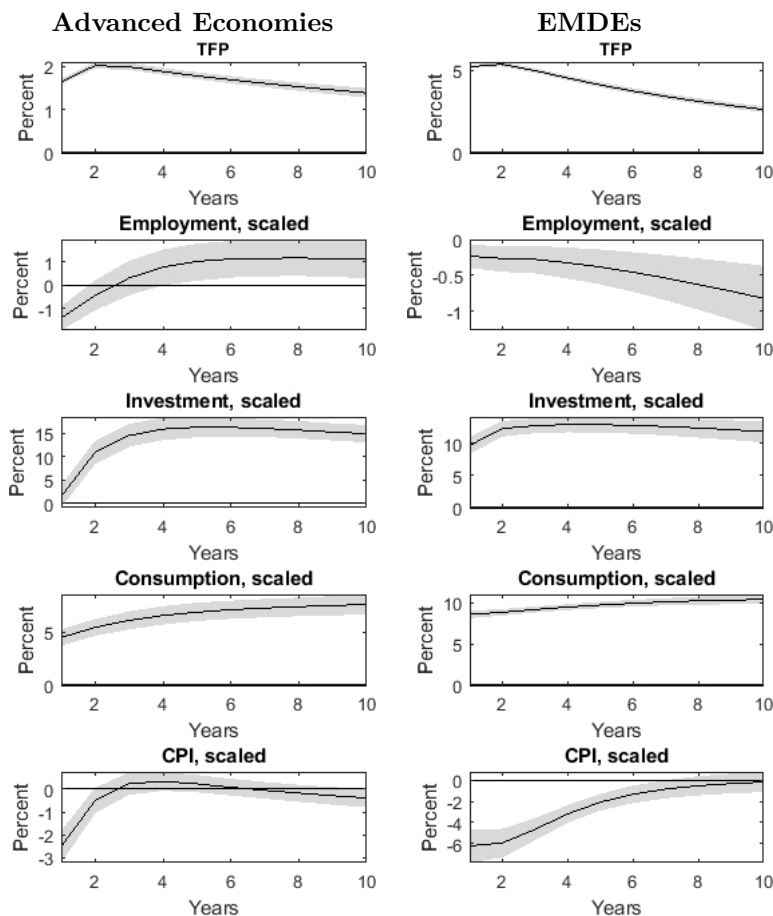 Advanced Economies
EMDEs
TFP
TFP
Percent
2
1
0
2 4 6 8 10
Years
Percent
5
0
2 4 6 8 10
Years
Employment, scaled
Employment, scaled
Percent
1
0
-1
2 4 6 8 10
Years
Percent
0
-0.5
-1
2 4 6 8 10
Years
Investment, scaled
Investment, scaled
Percent
15
10
5
0
2 4 6 8 10
Years
Percent
10
5
0
2 4 6 8 10
Years
Consumption, scaled
Consumption, scaled
Percent
5
0
2 4 6 8 10
Years
Percent
10
5
0
2 4 6 8 10
Years
CPI, scaled
CPI, scaled
Percent
0
-1
-2
-3
2 4 6 8 10
Years
Percent
0
-2
-4
-6
2 4 6 8 10
Years